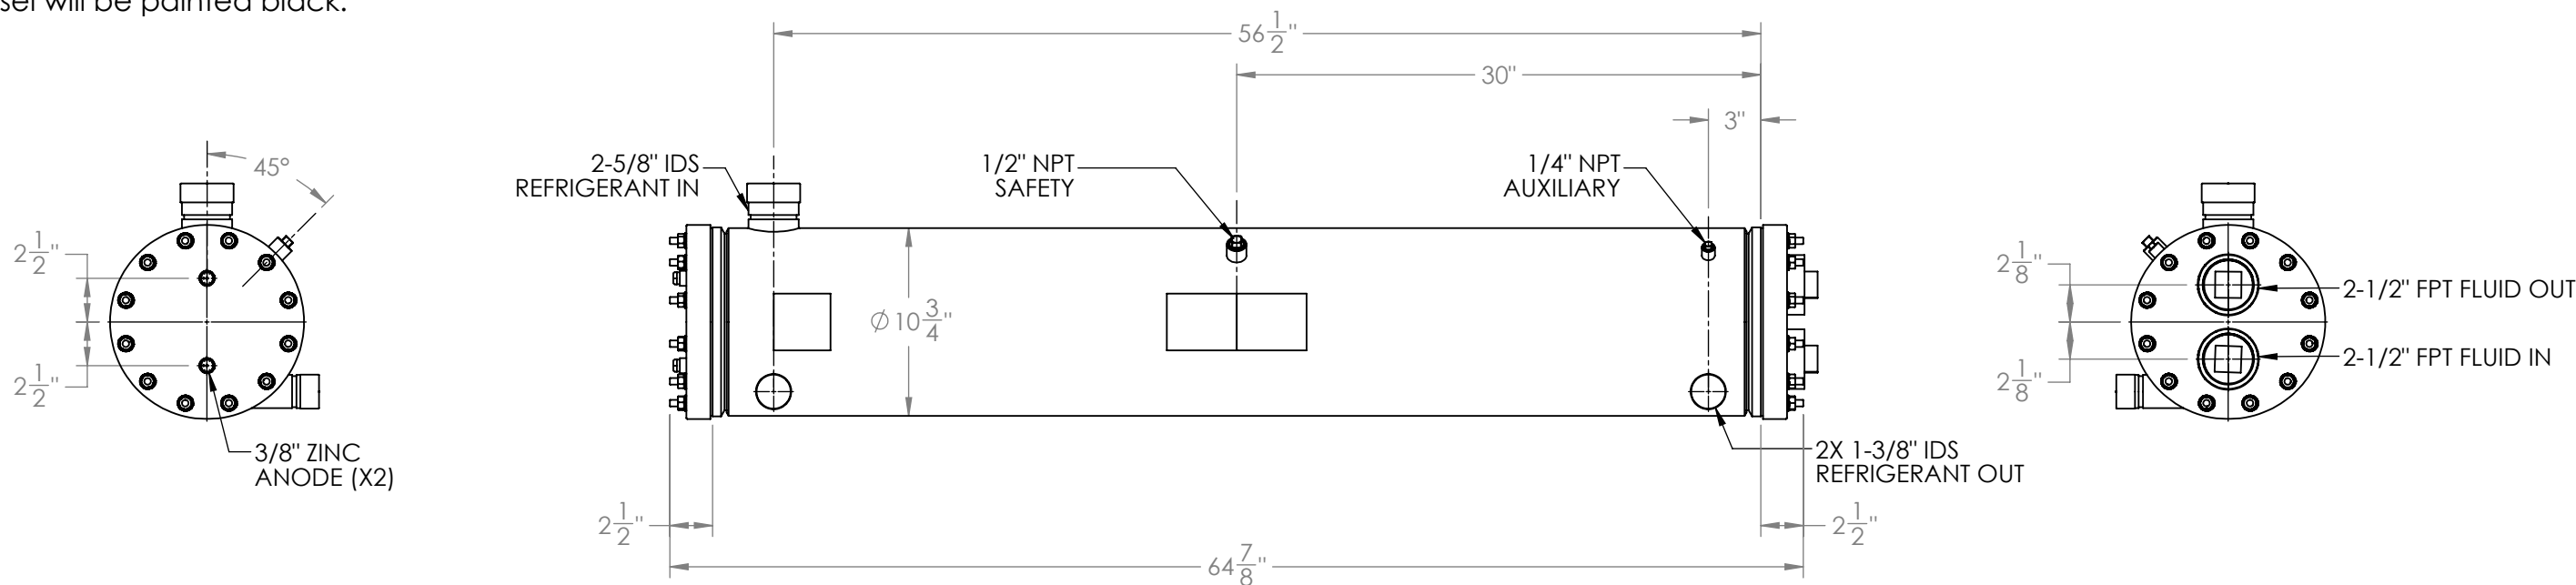 sel will be painted black.
56 1/2"
30"
3"
45°
2-5/8" IDS
REFRIGERANT IN
1/2" NPT
SAFETY
1/4" NPT
AUXILIARY
2 1/2"
2 1/2"
Ø 10 3/4"
2 1/8"
2 1/8"
2-1/2" FPT FLUID OUT
2-1/2" FPT FLUID IN
3/8" ZINC
ANODE (X2)
2X 1-3/8" IDS
REFRIGERANT OUT
2 1/2"
2 1/2"
64 7/8"